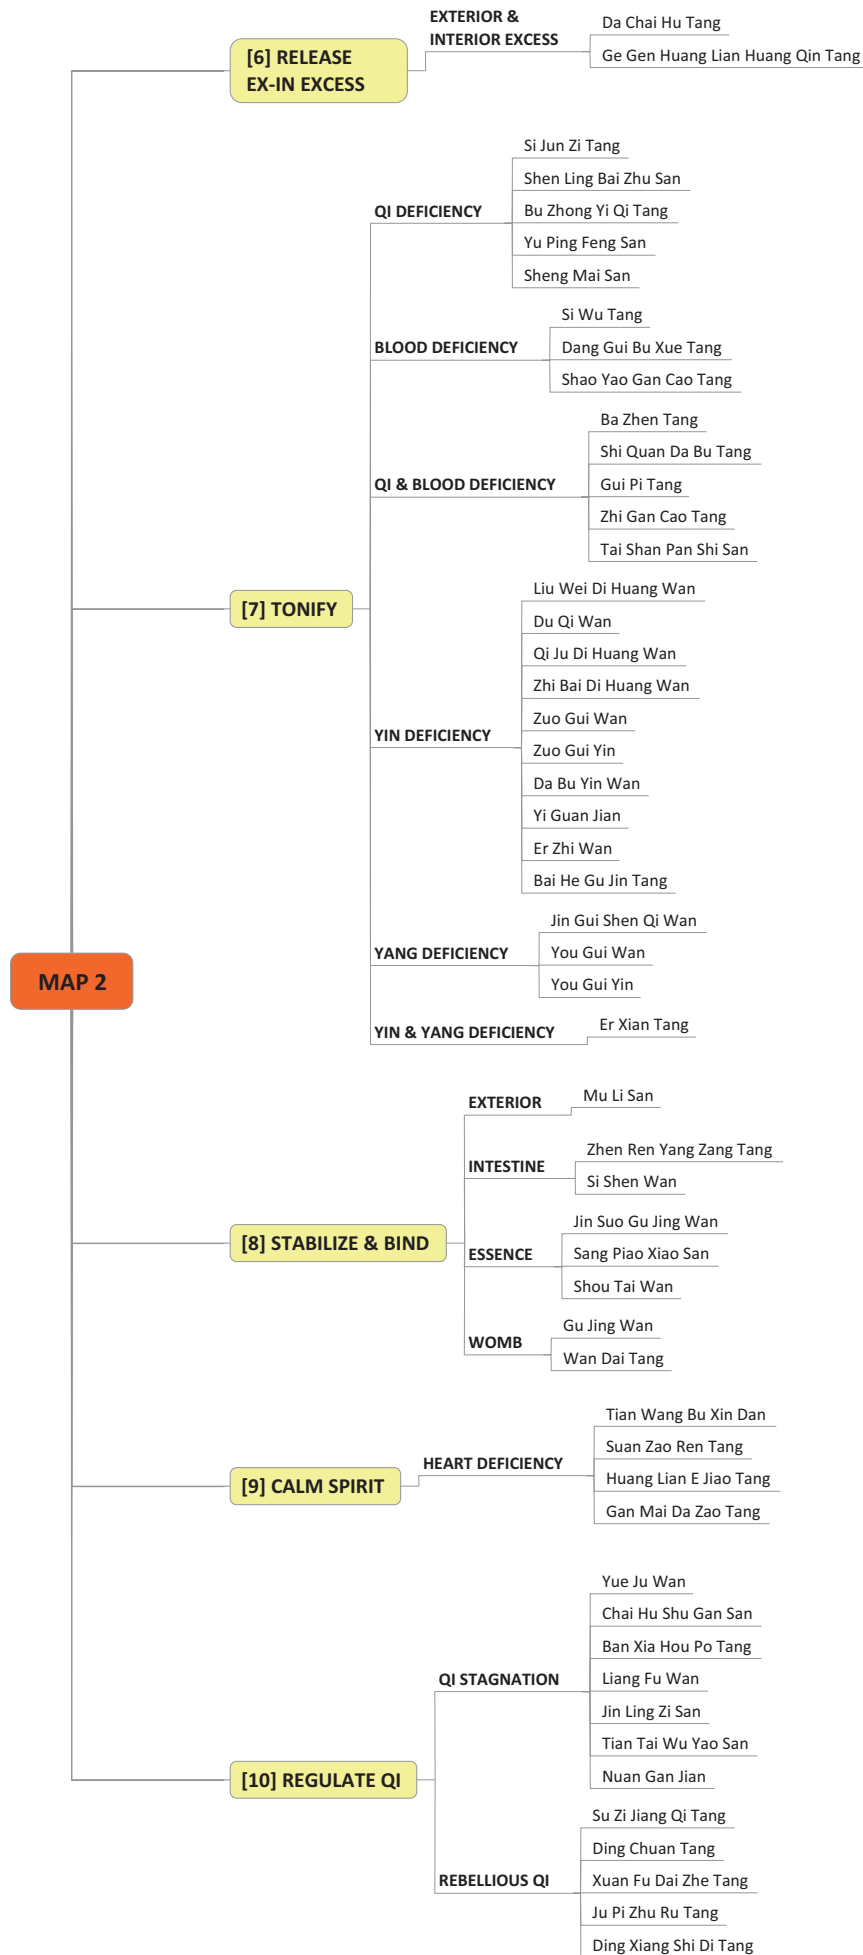 MAP 2
[6] RELEASE
EX-IN EXCESS
EXTERIOR &
INTERIOR EXCESS
Da Chai Hu Tang
Ge Gen Huang Lian Huang Qin Tang
[7] TONIFY
QI DEFICIENCY
Si Jun Zi Tang
Shen Ling Bai Zhu San
Bu Zhong Yi Qi Tang
Yu Ping Feng San
Sheng Mai San
BLOOD DEFICIENCY
Si Wu Tang
Dang Gui Bu Xue Tang
Shao Yao Gan Cao Tang
QI & BLOOD DEFICIENCY
Ba Zhen Tang
Shi Quan Da Bu Tang
Gui Pi Tang
Zhi Gan Cao Tang
Tai Shan Pan Shi San
YIN DEFICIENCY
Liu Wei Di Huang Wan
Du Qi Wan
Qi Ju Di Huang Wan
Zhi Bai Di Huang Wan
Zuo Gui Wan
Zuo Gui Yin
Da Bu Yin Wan
Yi Guan Jian
Er Zhi Wan
Bai He Gu Jin Tang
YANG DEFICIENCY
Jin Gui Shen Qi Wan
You Gui Wan
You Gui Yin
YIN & YANG DEFICIENCY
Er Xian Tang
[8] STABILIZE & BIND
EXTERIOR
Mu Li San
INTESTINE
Zhen Ren Yang Zang Tang
Si Shen Wan
ESSENCE
Jin Suo Gu Jing Wan
Sang Piao Xiao San
Shou Tai Wan
WOMB
Gu Jing Wan
Wan Dai Tang
[9] CALM SPIRIT
HEART DEFICIENCY
Tian Wang Bu Xin Dan
Suan Zao Ren Tang
Huang Lian E Jiao Tang
Gan Mai Da Zao Tang
[10] REGULATE QI
QI STAGNATION
Yue Ju Wan
Chai Hu Shu Gan San
Ban Xia Hou Po Tang
Liang Fu Wan
Jin Ling Zi San
Tian Tai Wu Yao San
Nuan Gan Jian
REBELLIOUS QI
Su Zi Jiang Qi Tang
Ding Chuan Tang
Xuan Fu Dai Zhe Tang
Ju Pi Zhu Ru Tang
Ding Xiang Shi Di Tang